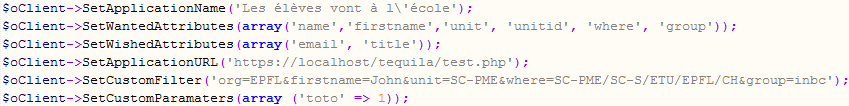 $oClient->SetApplicationName('Les élèves vont à l\'école');
$oClient->SetWantedAttributes(array('name','firstname','unit', 'unitid', 'where', 'group'));
$oClient->SetWishedAttributes(array('email', 'title'));
$oClient->SetApplicationURL('https://localhost/tequila/test.php');
$oClient->SetCustomFilter('org=EPFL&firstname=John&unit=SC-PME&where=SC-PME/SC-S/ETU/EPFL/CH&group=inbc');
$oClient->SetCustomParamaters(array ('toto' => 1));